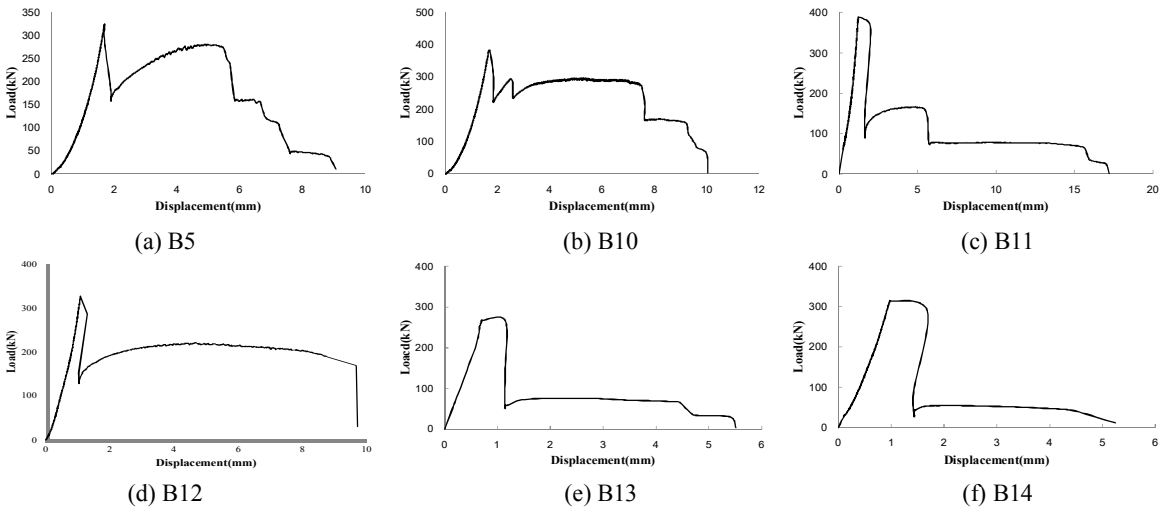 350
300
250
200
150
100
50
0
Load(kN)
0 2 4 6 8 10
Displacement(mm)
(a) B5
500
400
300
200
100
0
Load(kN)
0 2 4 6 8 10 12
Displacement(mm)
(b) B10
400
300
200
100
0
Load(kN)
0 5 10 15 20
Displacement(mm)
(c) B11
400
300
200
100
0
Load(kN)
0 2 4 6 8 10
Displacement(mm)
(d) B12
400
300
200
100
0
Loacd(kN)
0 1 2 3 4 5 6
Displacement(mm)
(e) B13
400
300
200
100
0
Load(kN)
0 1 2 3 4 5 6
Displacement(mm)
(f) B14